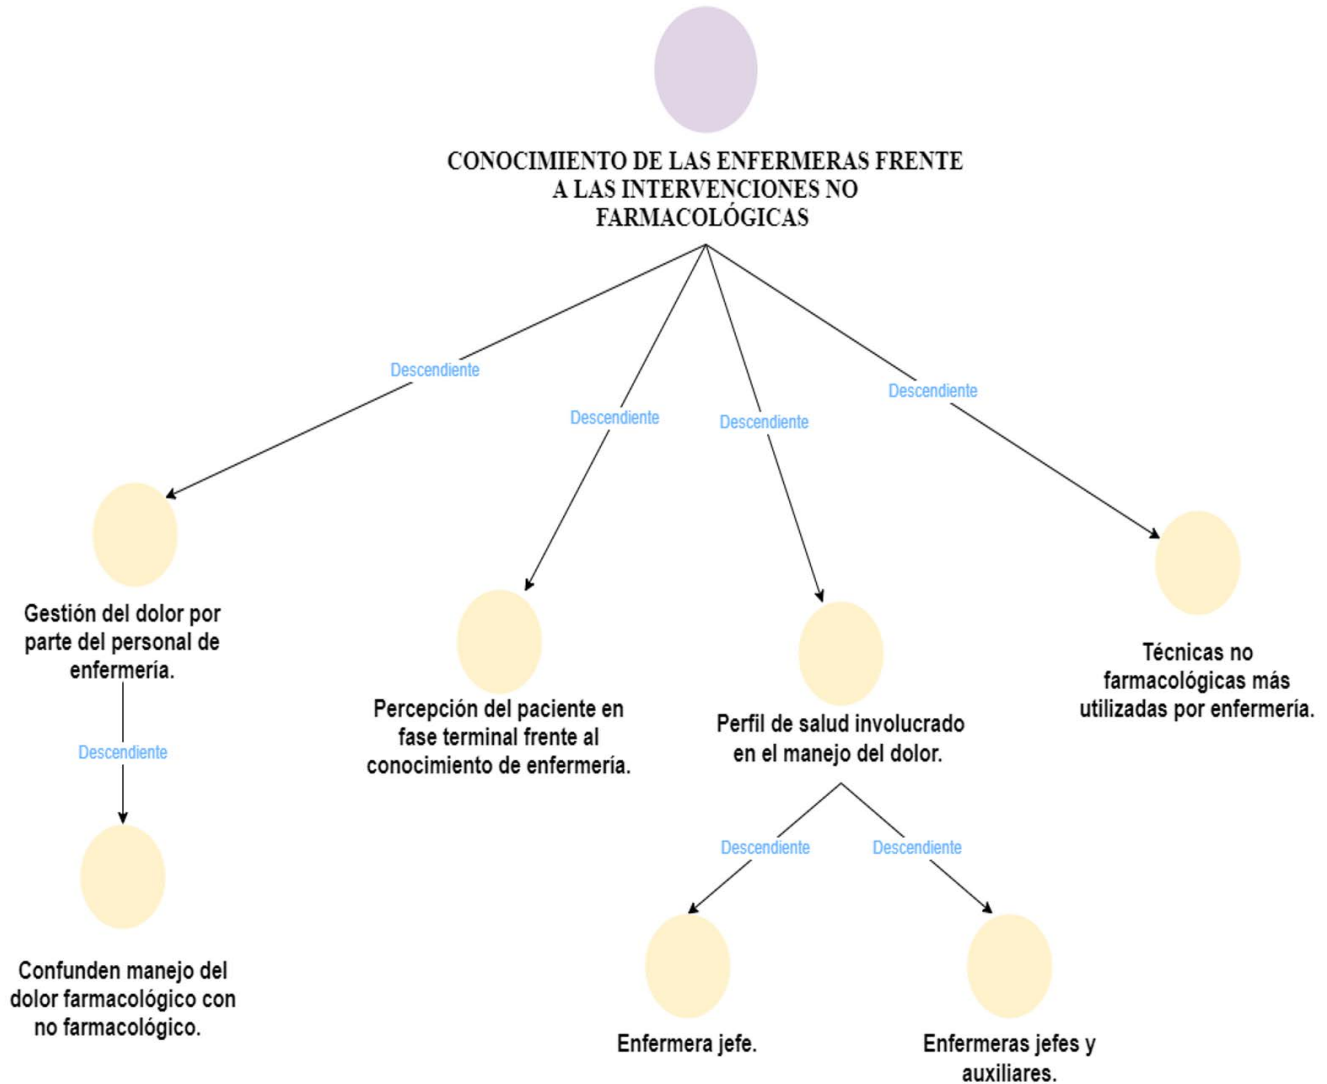 CONOCIMIENTO DE LAS ENFERMERAS FRENTE
A LAS INTERVENCIONES NO
FARMACOLÓGICAS
Descendiente
Descendiente
Descendiente
Descendiente
Gestión del dolor por
parte del personal de
enfermería.
Percepción del paciente en
fase terminal frente al
conocimiento de enfermería.
Perfil de salud involucrado
en el manejo del dolor.
Técnicas no
farmacológicas más
utilizadas por enfermería.
Descendiente
Descendiente
Descendiente
Confunden manejo del
dolor farmacológico con
no farmacológico.
Enfermera jefe.
Enfermeras jefes y
auxiliares.